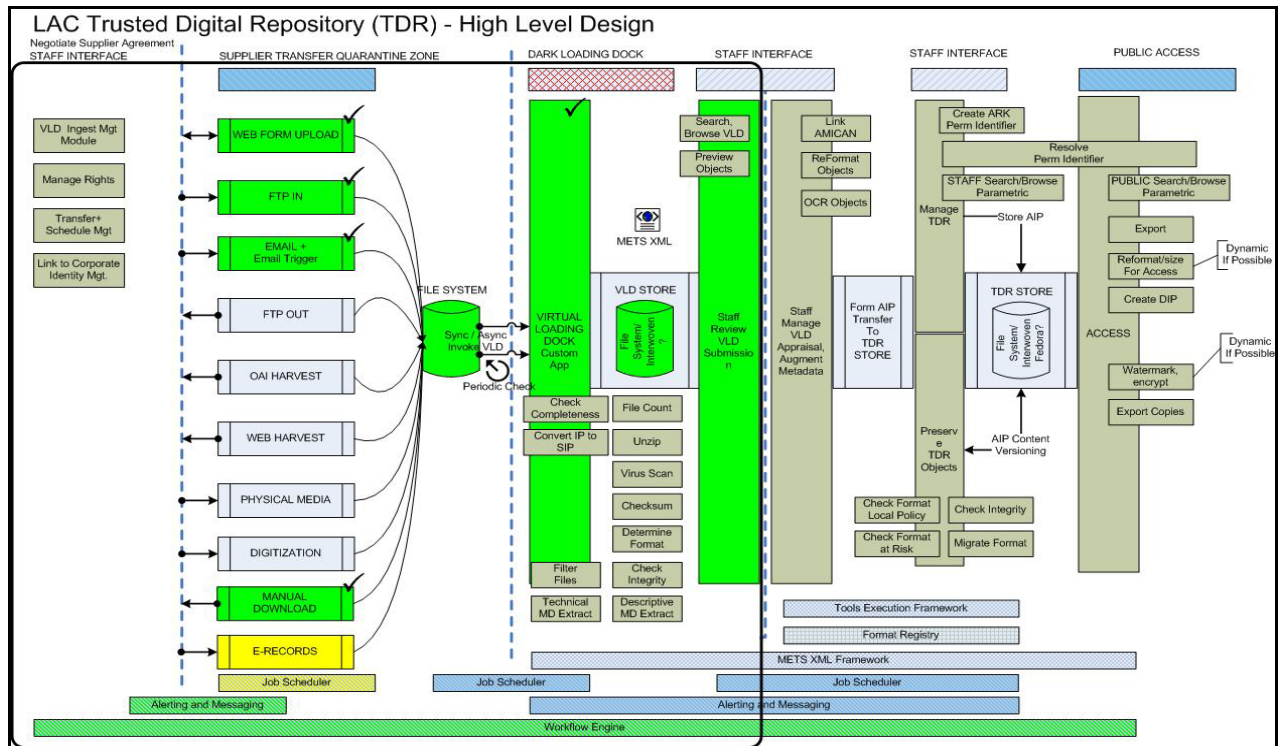 LAC Trusted Digital Repository (TDR) - High Level Design
Negotiate Supplier Agreement
STAFF INTERFACE
SUPPLIER TRANSFER QUARANTINE ZONE
DARK LOADING DOCK
STAFF INTERFACE
STAFF INTERFACE
PUBLIC ACCESS
VLD Ingest Mgt
Module
Manage Rights
Transfer+
Schedule Mgt
Link to Corporate
Identity Mgt.
WEB FORM UPLOAD
FTP IN
EMAIL +
Email Trigger
FTP OUT
OAI HARVEST
WEB HARVEST
PHYSICAL MEDIA
DIGITIZATION
MANUAL
DOWNLOAD
E-RECORDS
FILE SYSTEM
Sync / Async
Invoke VLD
Periodic Check
VIRTUAL
LOADING
DOCK
Custom
App
METS XML
VLD STORE
File
System/
Interwoven
?
Check
Completeness
Convert IP to
SIP
File Count
Unzip
Virus Scan
Checksum
Determine
Format
Filter
Files
Check
Integrity
Technical
MD Extract
Descriptive
MD Extract
Search,
Browse VLD
Preview
Objects
Staff
Review
VLD
Submissio
n
Link
AMICAN
ReFormat
Objects
OCR Objects
Staff
Manage
VLD
Appraisal,
Augment
Metadata
Form AIP
Transfer
To TDR
STORE
Create ARK
Perm Identifier
Resolve
Perm Identifier
STAFF Search/Browse
Parametric
Manage
TDR
Store AIP
TDR STORE
File
System/
Interwoven
Fedora?
Preserv
e
TDR
Objects
AIP Content
Versioning
Check Format
Local Policy
Check Integrity
Check Format
at Risk
Migrate Format
PUBLIC Search/Browse
Parametric
Export
Reformat/size
For Access
Dynamic
If Possible
Create DIP
ACCESS
Watermark,
encrypt
Dynamic
If Possible
Export Copies
Tools Execution Framework
Format Registry
METS XML Framework
Job Scheduler
Job Scheduler
Job Scheduler
Alerting and Messaging
Alerting and Messaging
Workflow Engine